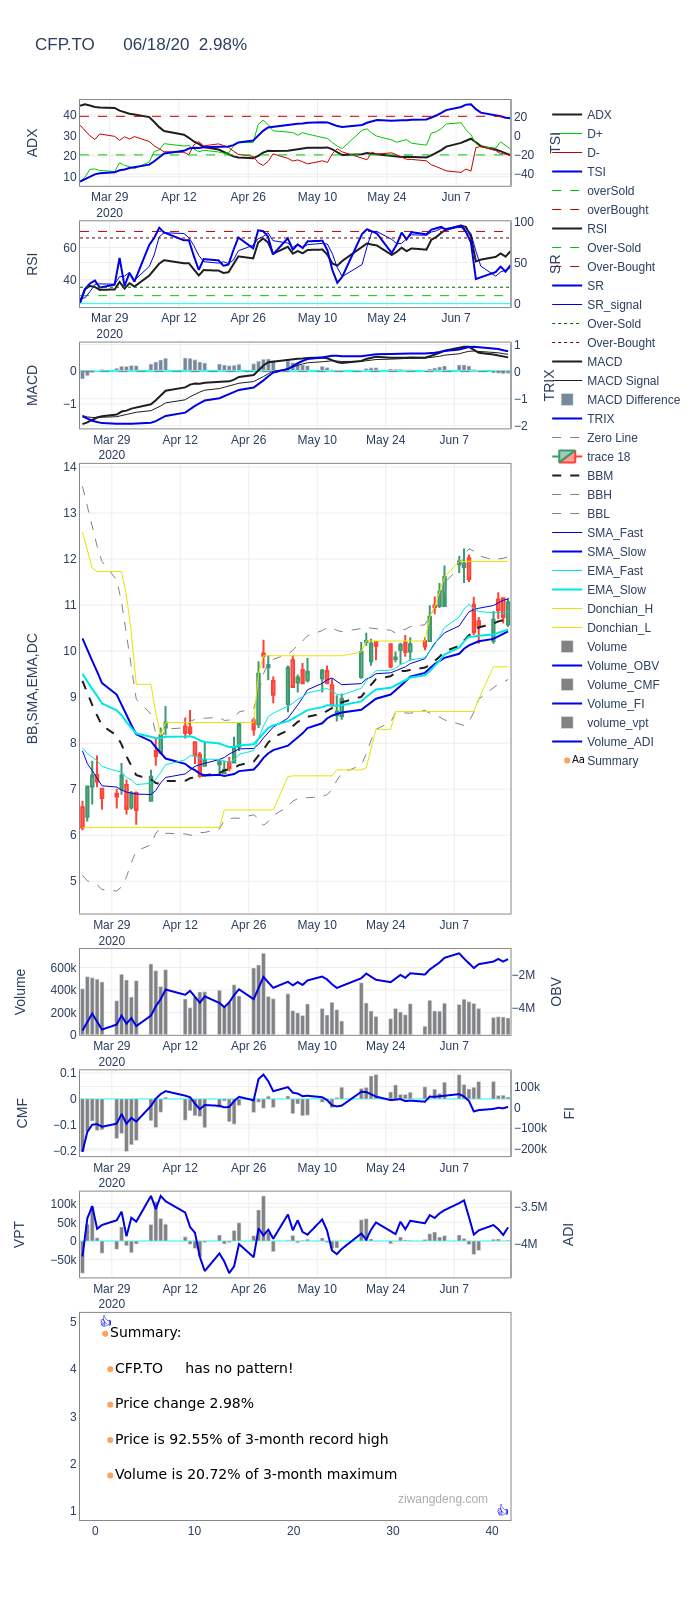 CFP.TO 06/18/20 2.98%
ADX
40
30
20
10
20
0
−20
−40
TSI
Mar 29
2020
Apr 12
Apr 26
May 10
May 24
Jun 7
RSI
60
40
100
50
0
SR
Mar 29
2020
Apr 12
Apr 26
May 10
May 24
Jun 7
MACD
0
−1
1
0
−1
−2
TRIX
Mar 29
2020
Apr 12
Apr 26
May 10
May 24
Jun 7
BB,SMA,EMA,DC
14
13
12
11
10
9
8
7
6
5
Mar 29
2020
Apr 12
Apr 26
May 10
May 24
Jun 7
Volume
600k
400k
200k
0
−2M
−4M
OBV
Mar 29
2020
Apr 12
Apr 26
May 10
May 24
Jun 7
CMF
0.1
0
−0.1
−0.2
100k
0
−100k
−200k
FI
Mar 29
2020
Apr 12
Apr 26
May 10
May 24
Jun 7
VPT
100k
50k
0
−50k
−3.5M
−4M
ADI
Mar 29
2020
Apr 12
Apr 26
May 10
May 24
Jun 7
5
4
3
2
1
0
10
20
30
40
Summary:
CFP.TO has no pattern!
Price change 2.98%
Price is 92.55% of 3-month record high
Volume is 20.72% of 3-month maximum
ziwangdeng.com
ADX
D+
D-
TSI
overSold
overBought
RSI
Over-Sold
Over-Bought
SR
SR_signal
Over-Sold
Over-Bought
MACD
MACD Signal
MACD Difference
TRIX
Zero Line
trace 18
BBM
BBH
BBL
SMA_Fast
SMA_Slow
EMA_Fast
EMA_Slow
Donchian_H
Donchian_L
Volume
Volume_OBV
Volume_CMF
Volume_FI
volume_vpt
Volume_ADI
Aa Summary